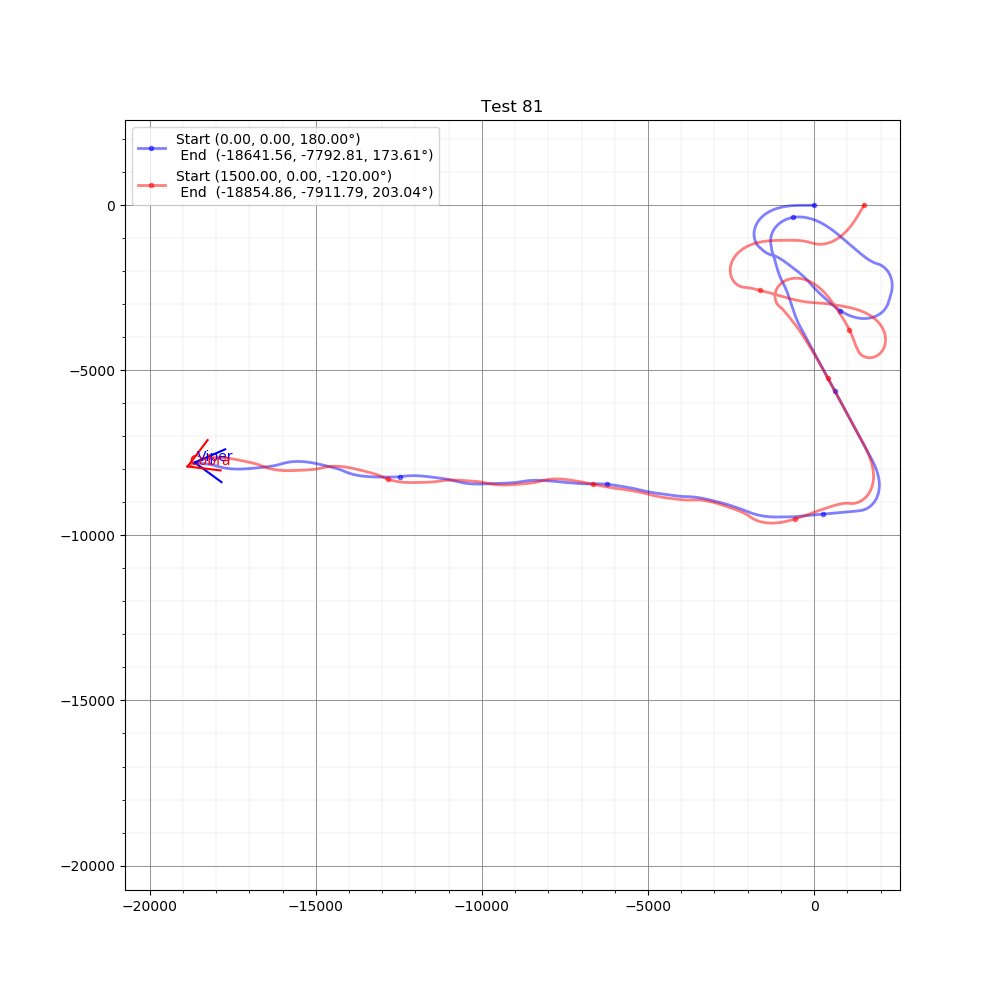 Test 81
Start (0.00, 0.00, 180.00°)
End (-18641.56, -7792.81, 173.61°)
Start (1500.00, 0.00, -120.00°)
End (-18854.86, -7911.79, 203.04°)
0
−5000
−10000
−15000
−20000
Viper
−20000 −15000 −10000 −5000 0